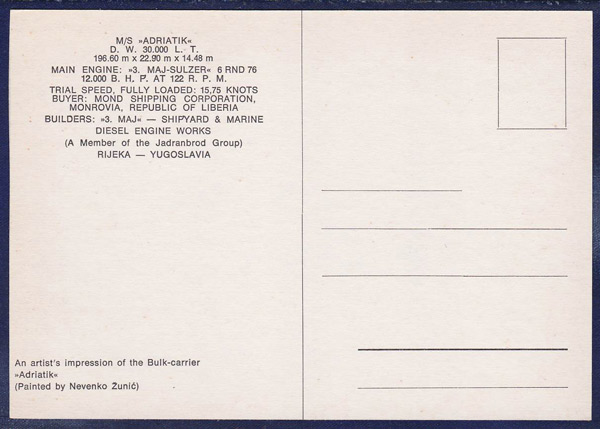 M/S »ADRIATIK«
D. W. 30.000 L. T.
196.60 m x 22.90 m x 14.48 m
MAIN ENGINE: »3. MAJ-SULZER« 6 RND 76
12.000 B. H. P. AT 122 R. P. M.
TRIAL SPEED, FULLY LOADED: 15,75 KNOTS
BUYER: MOND SHIPPING CORPORATION,
MONROVIA, REPUBLIC OF LIBERIA
BUILDERS: »3. MAJ« — SHIPYARD & MARINE
DIESEL ENGINE WORKS
(A Member of the Jadranbrod Group)
RIJEKA — YUGOSLAVIA
An artist's impression of the Bulk-carrier
»Adriatik«
(Painted by Nevenko Žunič)